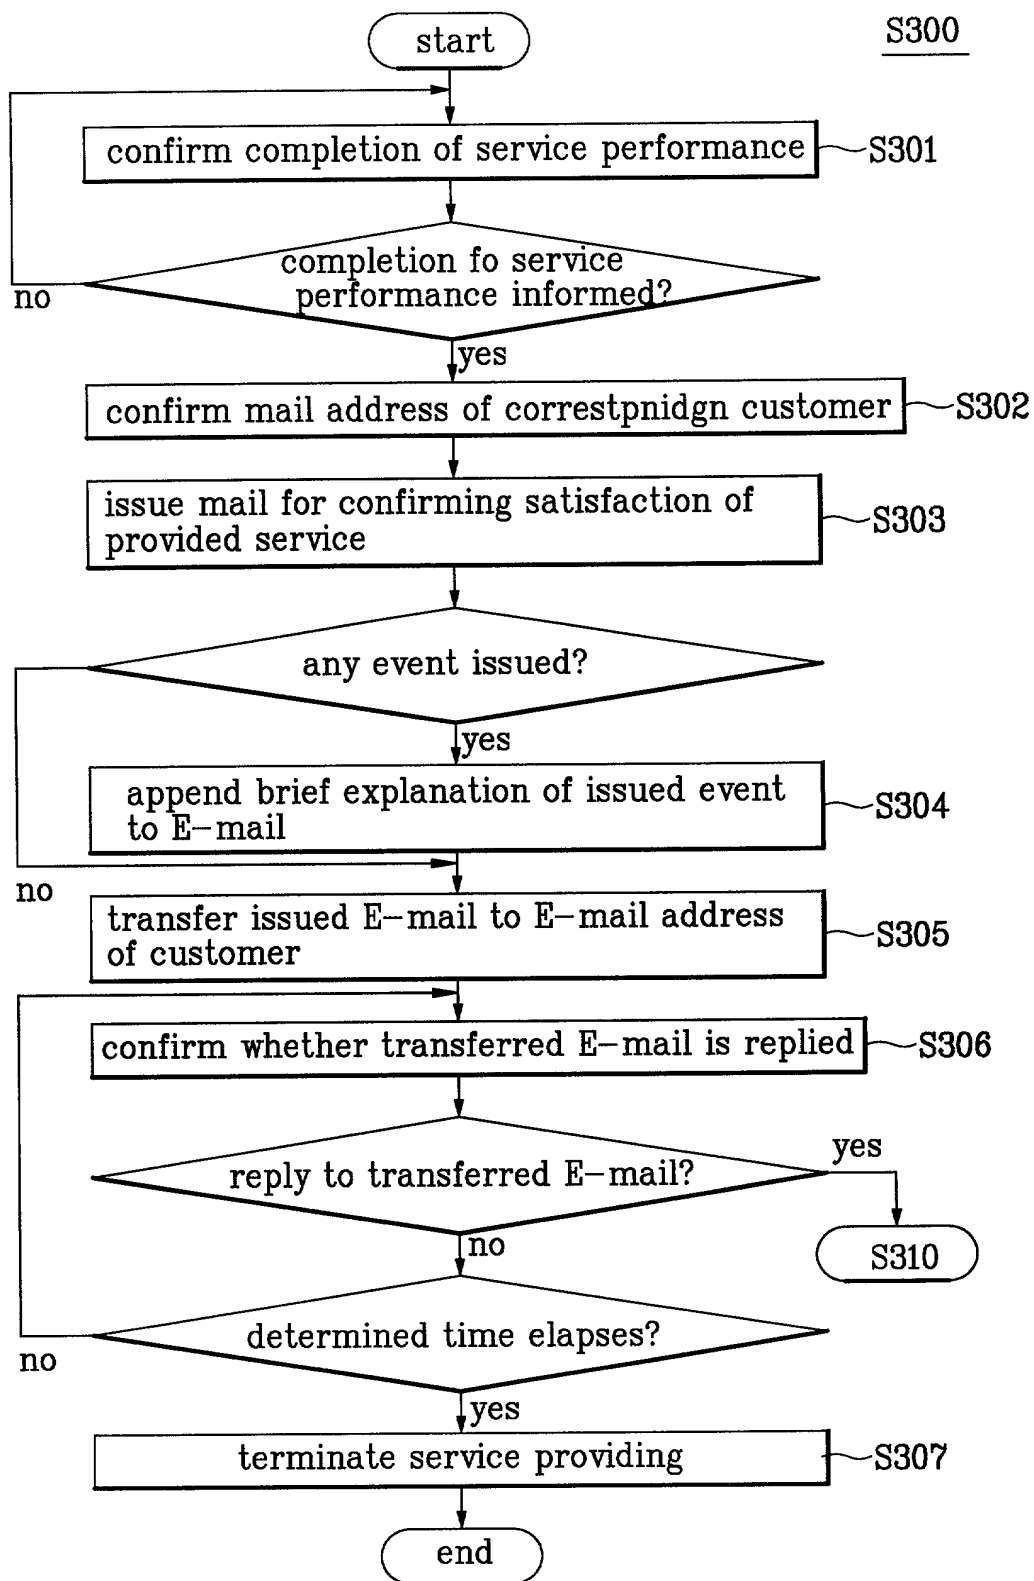 start
S300
confirm completion of service performance
S301
completion fo service
performance informed?
no
yes
confirm mail address of correstpnidgn customer
S302
issue mail for confirming satisfaction of
provided service
S303
any event issued?
yes
append brief explanation of issued event
to E-mail
S304
no
transfer issued E-mail to E-mail address
of customer
S305
confirm whether transferred E-mail is replied
S306
reply to transferred E-mail?
yes
no
S310
determined time elapses?
no
yes
terminate service providing
S307
end